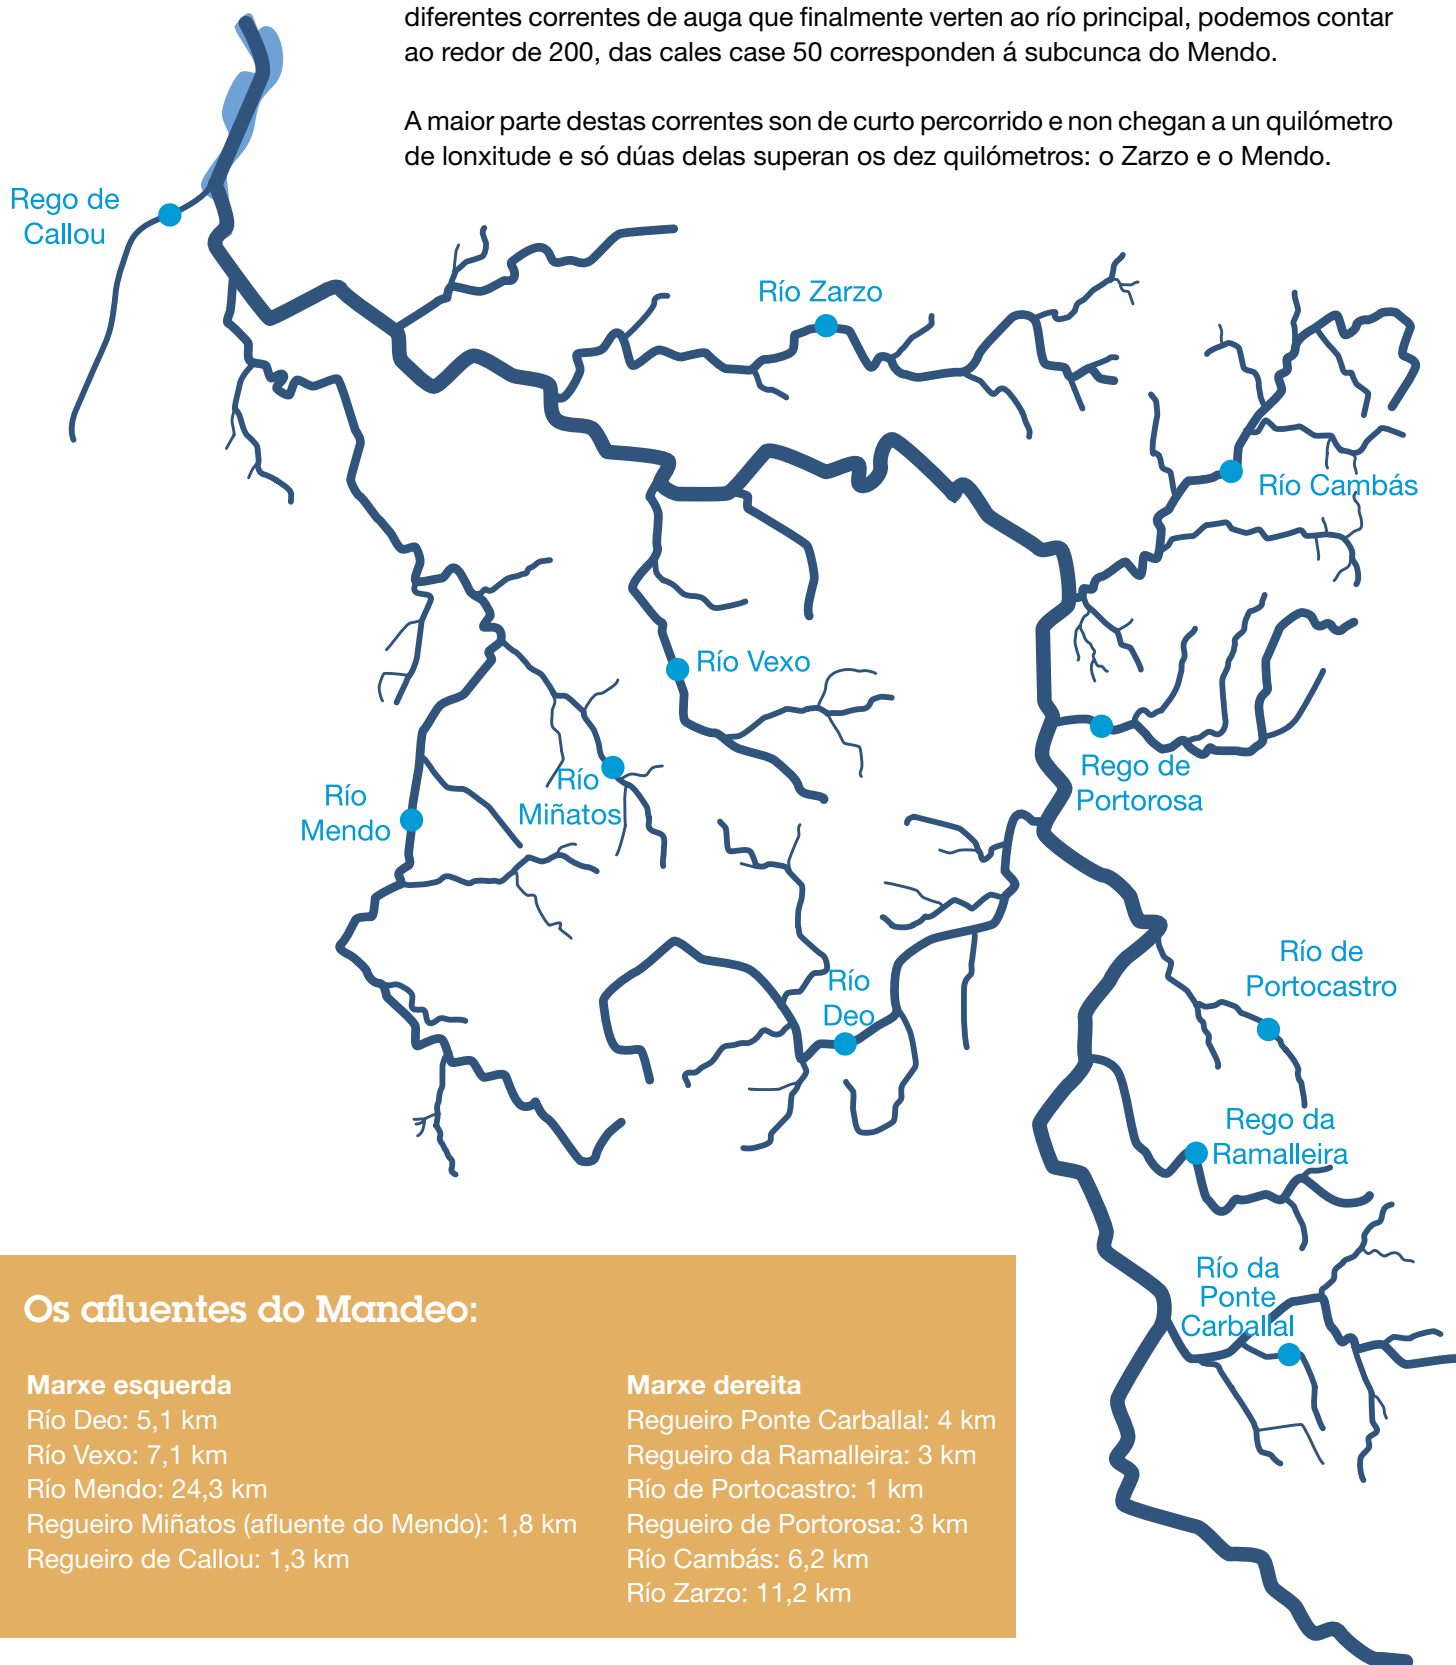 diferentes correntes de auga que finalmente verten ao río principal, podemos contar
ao redor de 200, das cales case 50 corresponden á subcunca do Mendo.
A maior parte destas correntes son de curto percorrido e non chegan a un quilómetro
de lonxitude e só dúas delas superan os dez quilómetros: o Zarzo e o Mendo.
Rego de
Callou
Río Zarzo
Río Cambás
Río Vexo
Rego de
Portorosa
Río
Miñatos
Río
Mendo
Río
Deo
Río de
Portocastro
Rego da
Ramalleira
Río da
Ponte
Carballal
Os afluentes do Mandeo:
Marxe esquerda
Río Deo: 5,1 km
Río Vexo: 7,1 km
Río Mendo: 24,3 km
Regueiro Miñatos (afluente do Mendo): 1,8 km
Regueiro de Callou: 1,3 km
Marxe dereita
Regueiro Ponte Carballal: 4 km
Regueiro da Ramalleira: 3 km
Río de Portocastro: 1 km
Regueiro de Portorosa: 3 km
Río Cambás: 6,2 km
Río Zarzo: 11,2 km